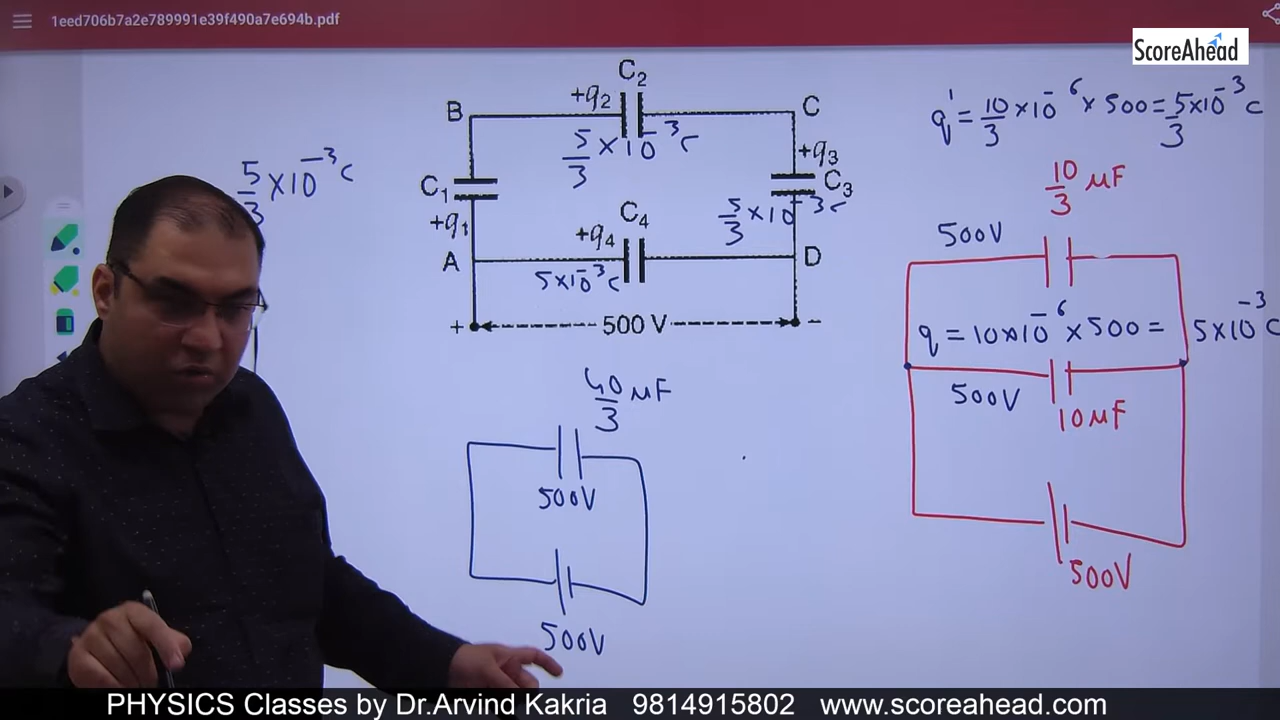 1eed706b7a2e789991e39f490a7e694b.pdf
ScoreAhead
C₂
+q₂
B
C
5/3 × 10⁻³ C
q' = 10/3 × 10⁻⁶ × 500 = 5/3 × 10⁻³ C
5/3 × 10⁻³ C
+q₃
C₁
C₃
10/3 μF
+q₁
C₄
5/3 × 10⁻³ C
+q₄
500V
A
D
5×10⁻³ C
+
500 V
-
q = 10×10⁻⁶ × 500 = 5×10⁻³ C
40/3 μF
500V
10 μF
500V
500V
500V
PHYSICS Classes by Dr.Arvind Kakria 9814915802 www.scoreahead.com